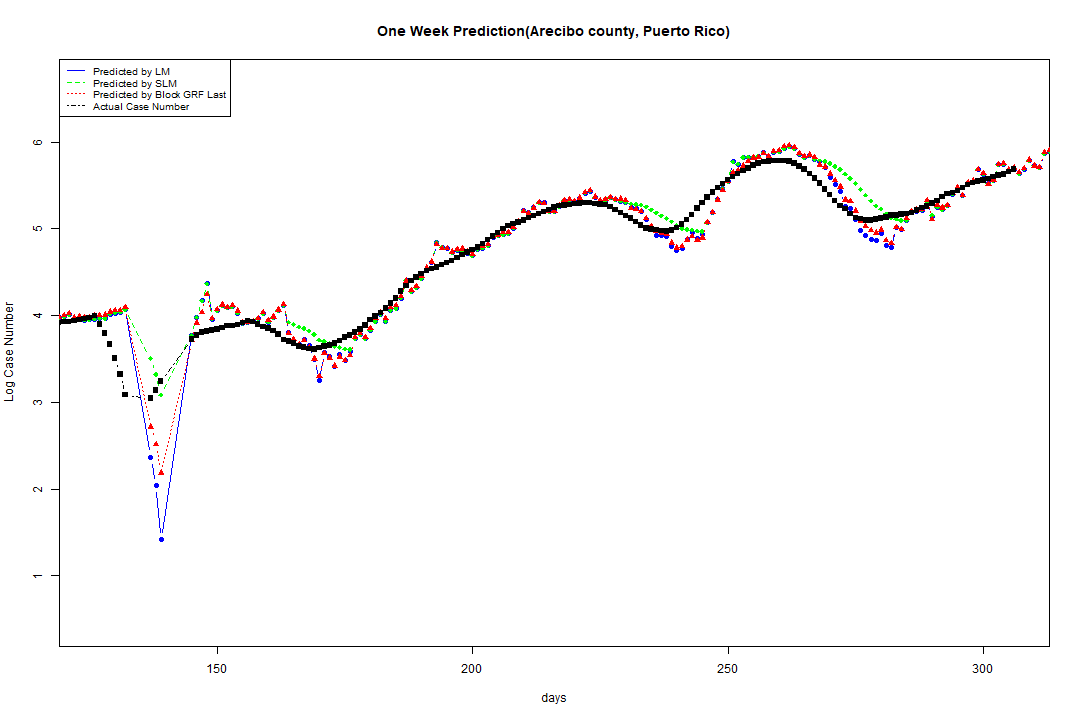 One Week Prediction(Arecibo county, Puerto Rico)
Predicted by LM
Predicted by SLM
Predicted by Block GRF Last
Actual Case Number
6
5
4
3
2
1
Log Case Number
150 200 250 300
days